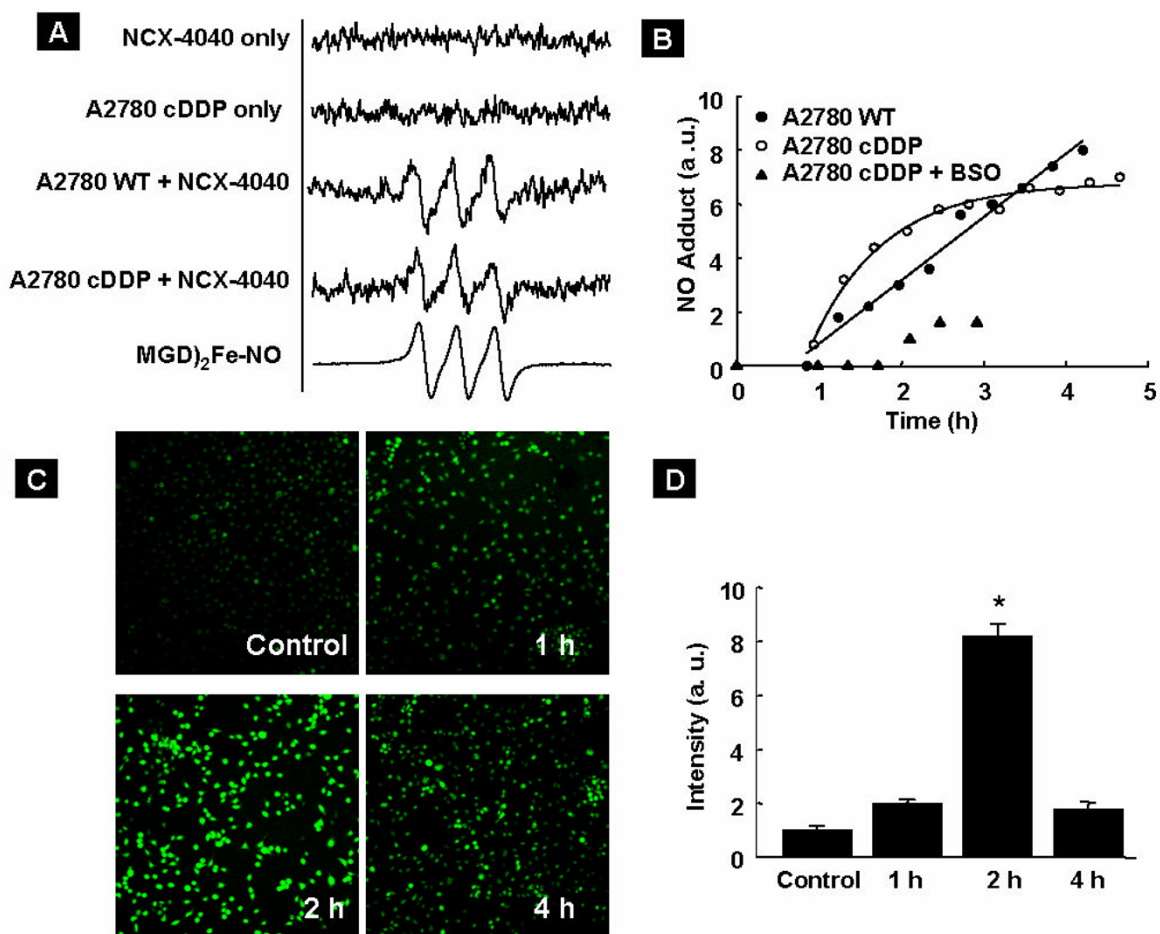 A
NCX-4040 only
A2780 cDDP only
A2780 WT + NCX-4040
A2780 cDDP + NCX-4040
MGD)₂Fe-NO
B
NO Adduct (a .u.)
10
8
6
4
2
0
A2780 WT
A2780 cDDP
A2780 cDDP + BSO
0 1 2 3 4 5
Time (h)
C
Control
1 h
2 h
4 h
D
Intensity (a. u.)
10
8
6
4
2
0
*
Control 1 h 2 h 4 h